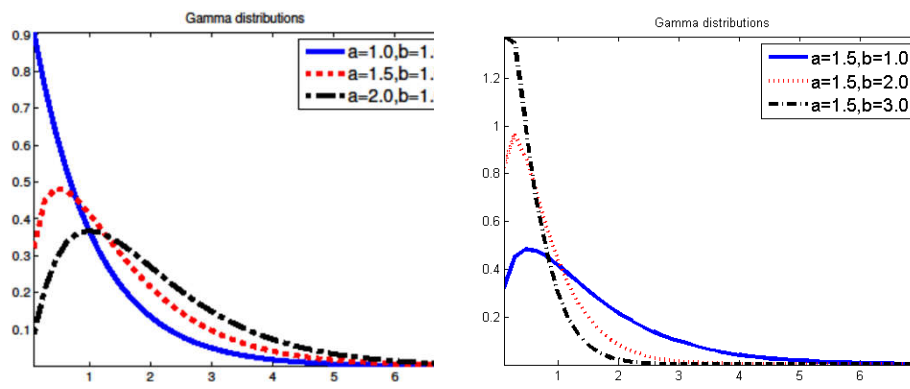 Gamma distributions
a=1.0,b=1.
a=1.5,b=1.
a=2.0,b=1.
0.9
0.8
0.7
0.6
0.5
0.4
0.3
0.2
0.1
1 2 3 4 5 6
Gamma distributions
a=1.5,b=1.0
a=1.5,b=2.0
a=1.5,b=3.0
1.2
1
0.8
0.6
0.4
0.2
1 2 3 4 5 6